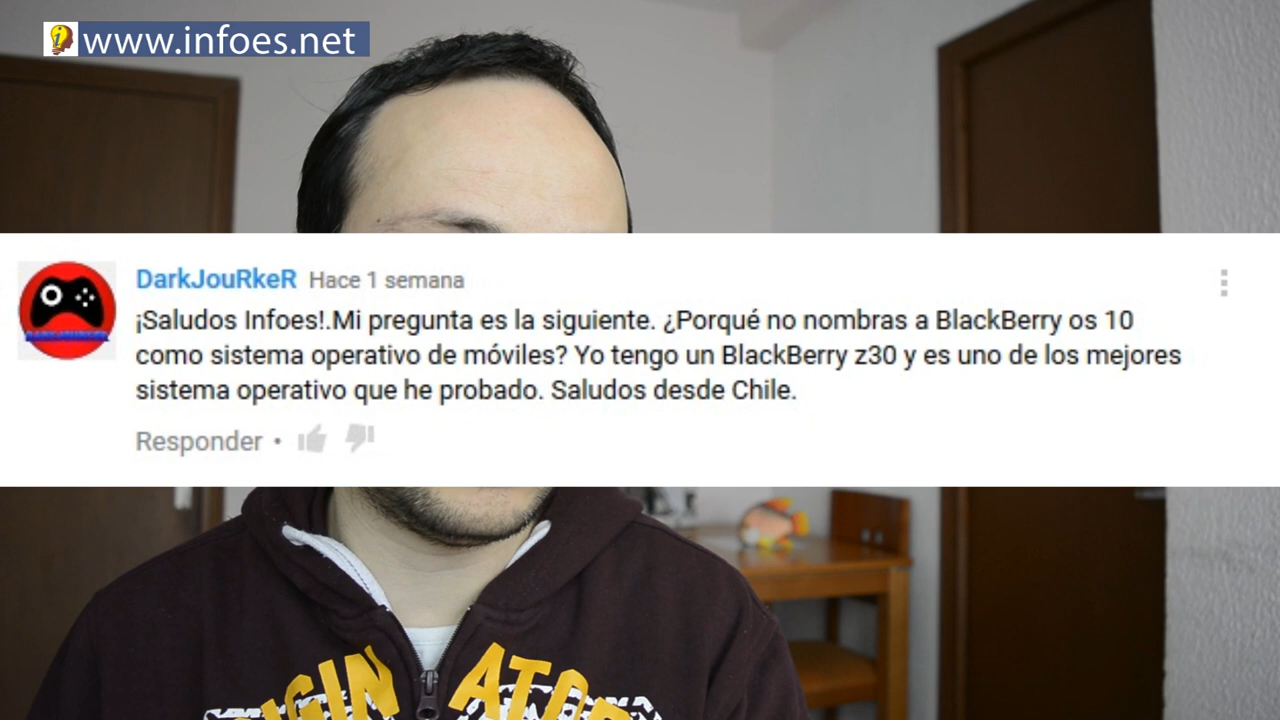 www.infoes.net
DarkJouRkeR Hace 1 semana
¡Saludos Infoes!.Mi pregunta es la siguiente. ¿Porqué no nombras a BlackBerry os 10
como sistema operativo de móviles? Yo tengo un BlackBerry z30 y es uno de los mejores
sistema operativo que he probado. Saludos desde Chile.
Responder •